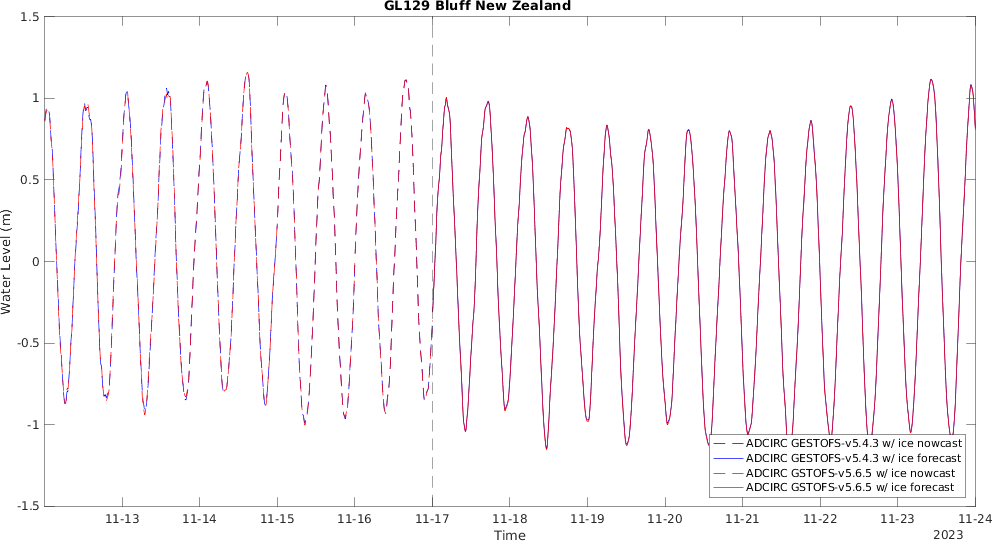 GL129 Bluff New Zealand
1.5
1
0.5
0
-0.5
-1
-1.5
Water Level (m)
ADCIRC GESTOFS-v5.4.3 w/ ice nowcast
ADCIRC GESTOFS-v5.4.3 w/ ice forecast
ADCIRC GSTOFS-v5.6.5 w/ ice nowcast
ADCIRC GSTOFS-v5.6.5 w/ ice forecast
11-13 11-14 11-15 11-16 11-17 11-18 11-19 11-20 11-21 11-22 11-23 11-24
Time
2023